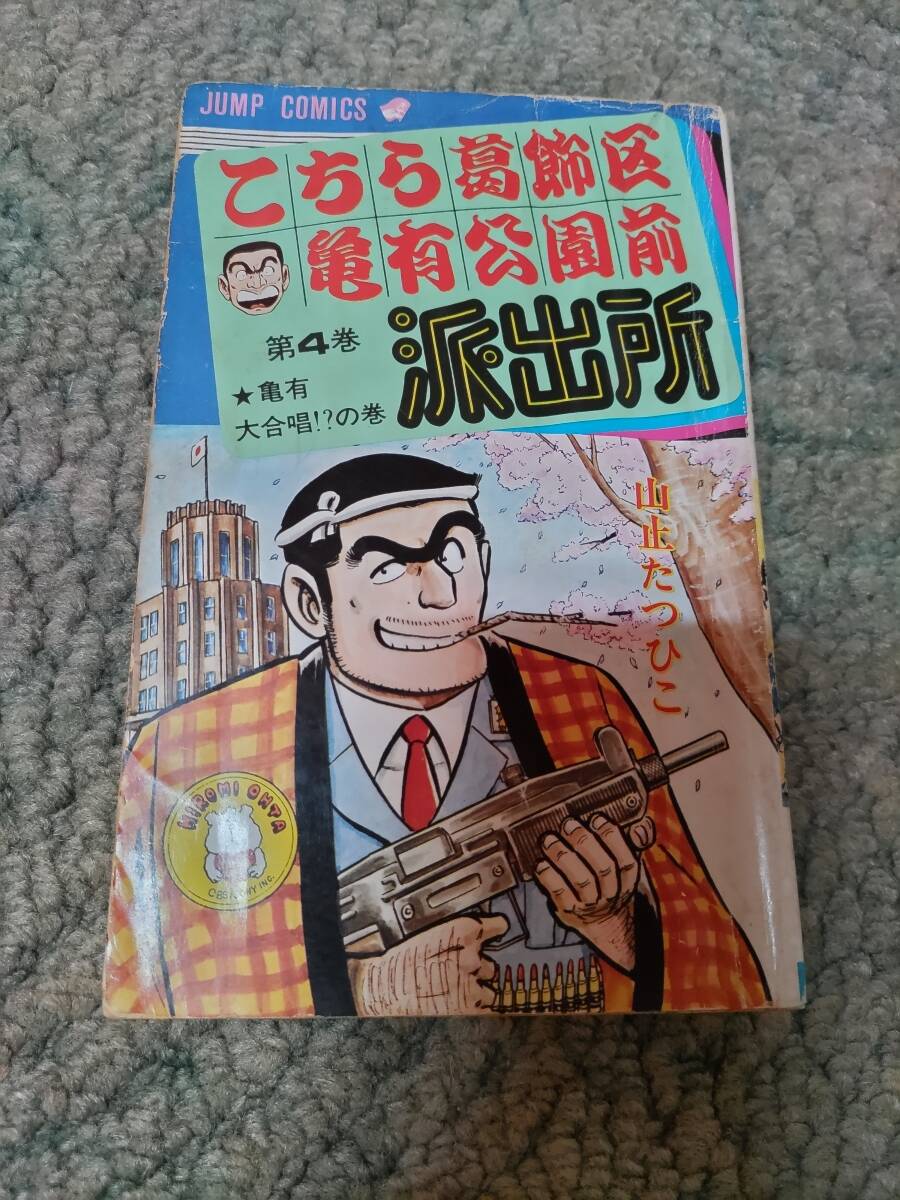 JUMP COMICS
こちら葛飾区
亀有公園前
派出所
第4巻
★亀有
大合唱!?の巻
山止たつひこ
HIROMI OHTA